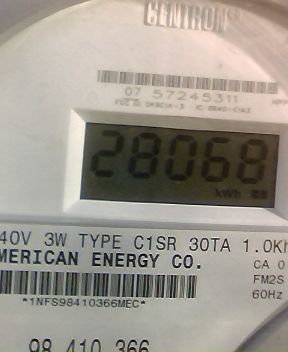 CENTRON®
07 57245311
28068
kWh
40V 3W TYPE C1SR 30TA 1.0Kh
MERICAN ENERGY CO.
CA 0
FM2S
60Hz
*1NFS98410366MEC*
98 410 366